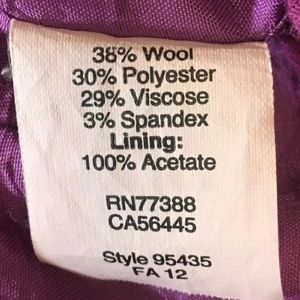 38% Wool
30% Polyester
29% Viscose
3% Spandex
Lining:
100% Acetate
RN77388
CA56445
Style 95435
FA 12